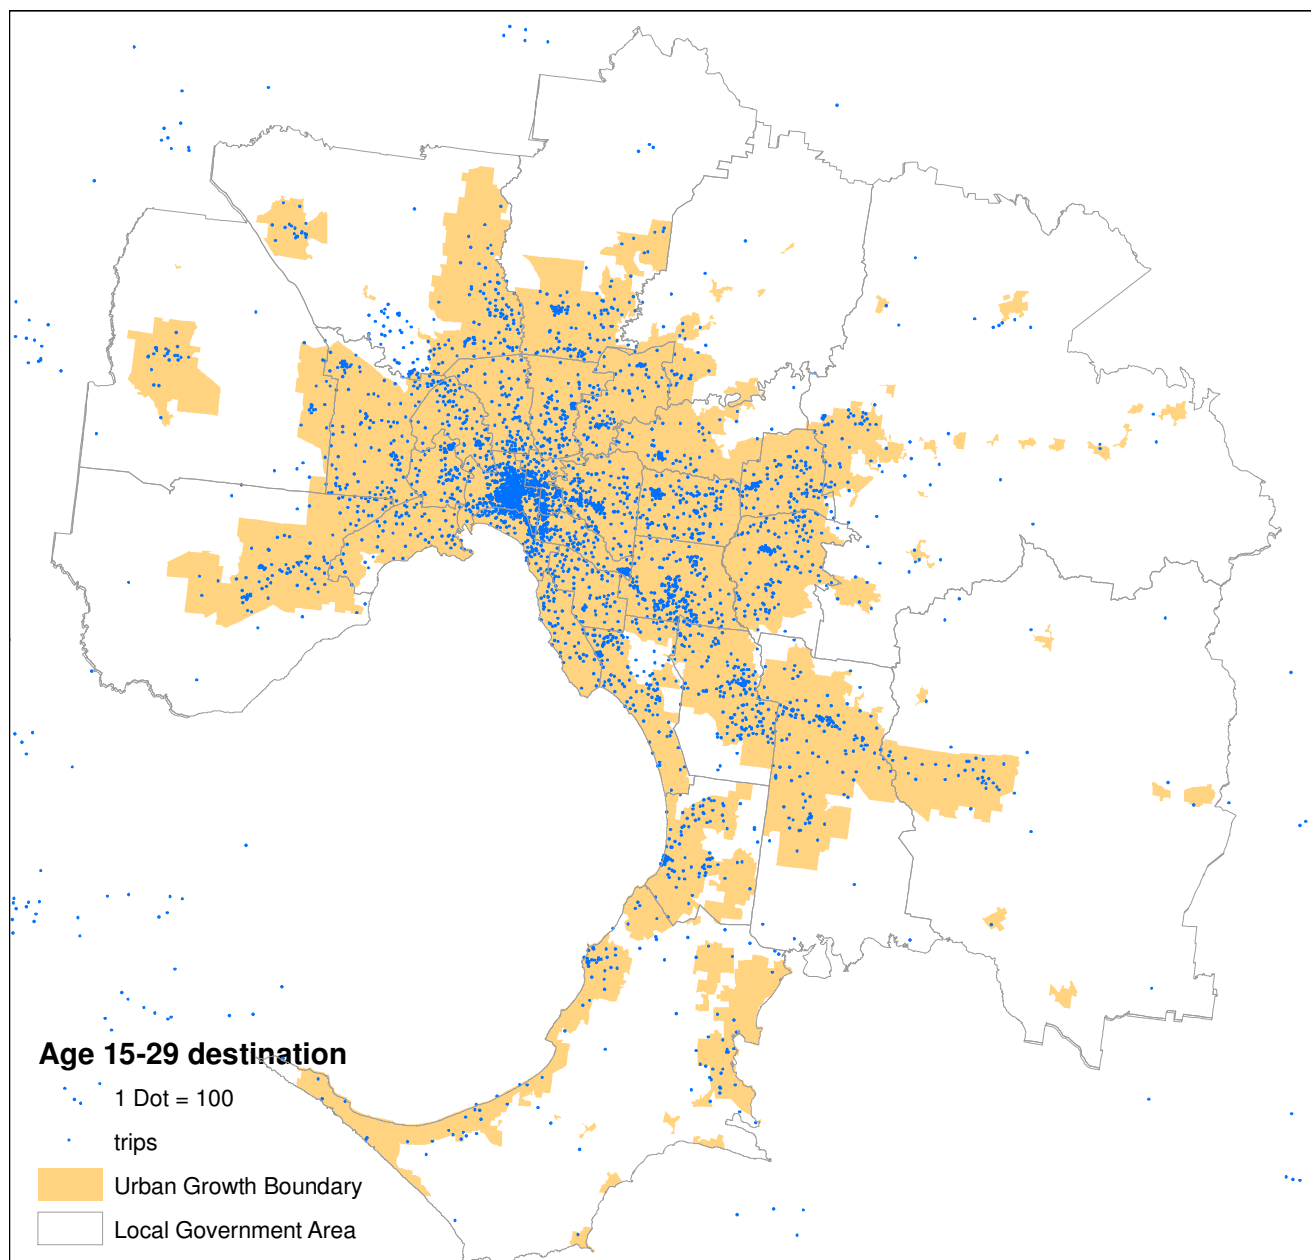 Age 15-29 destination
1 Dot = 100
trips
Urban Growth Boundary
Local Government Area